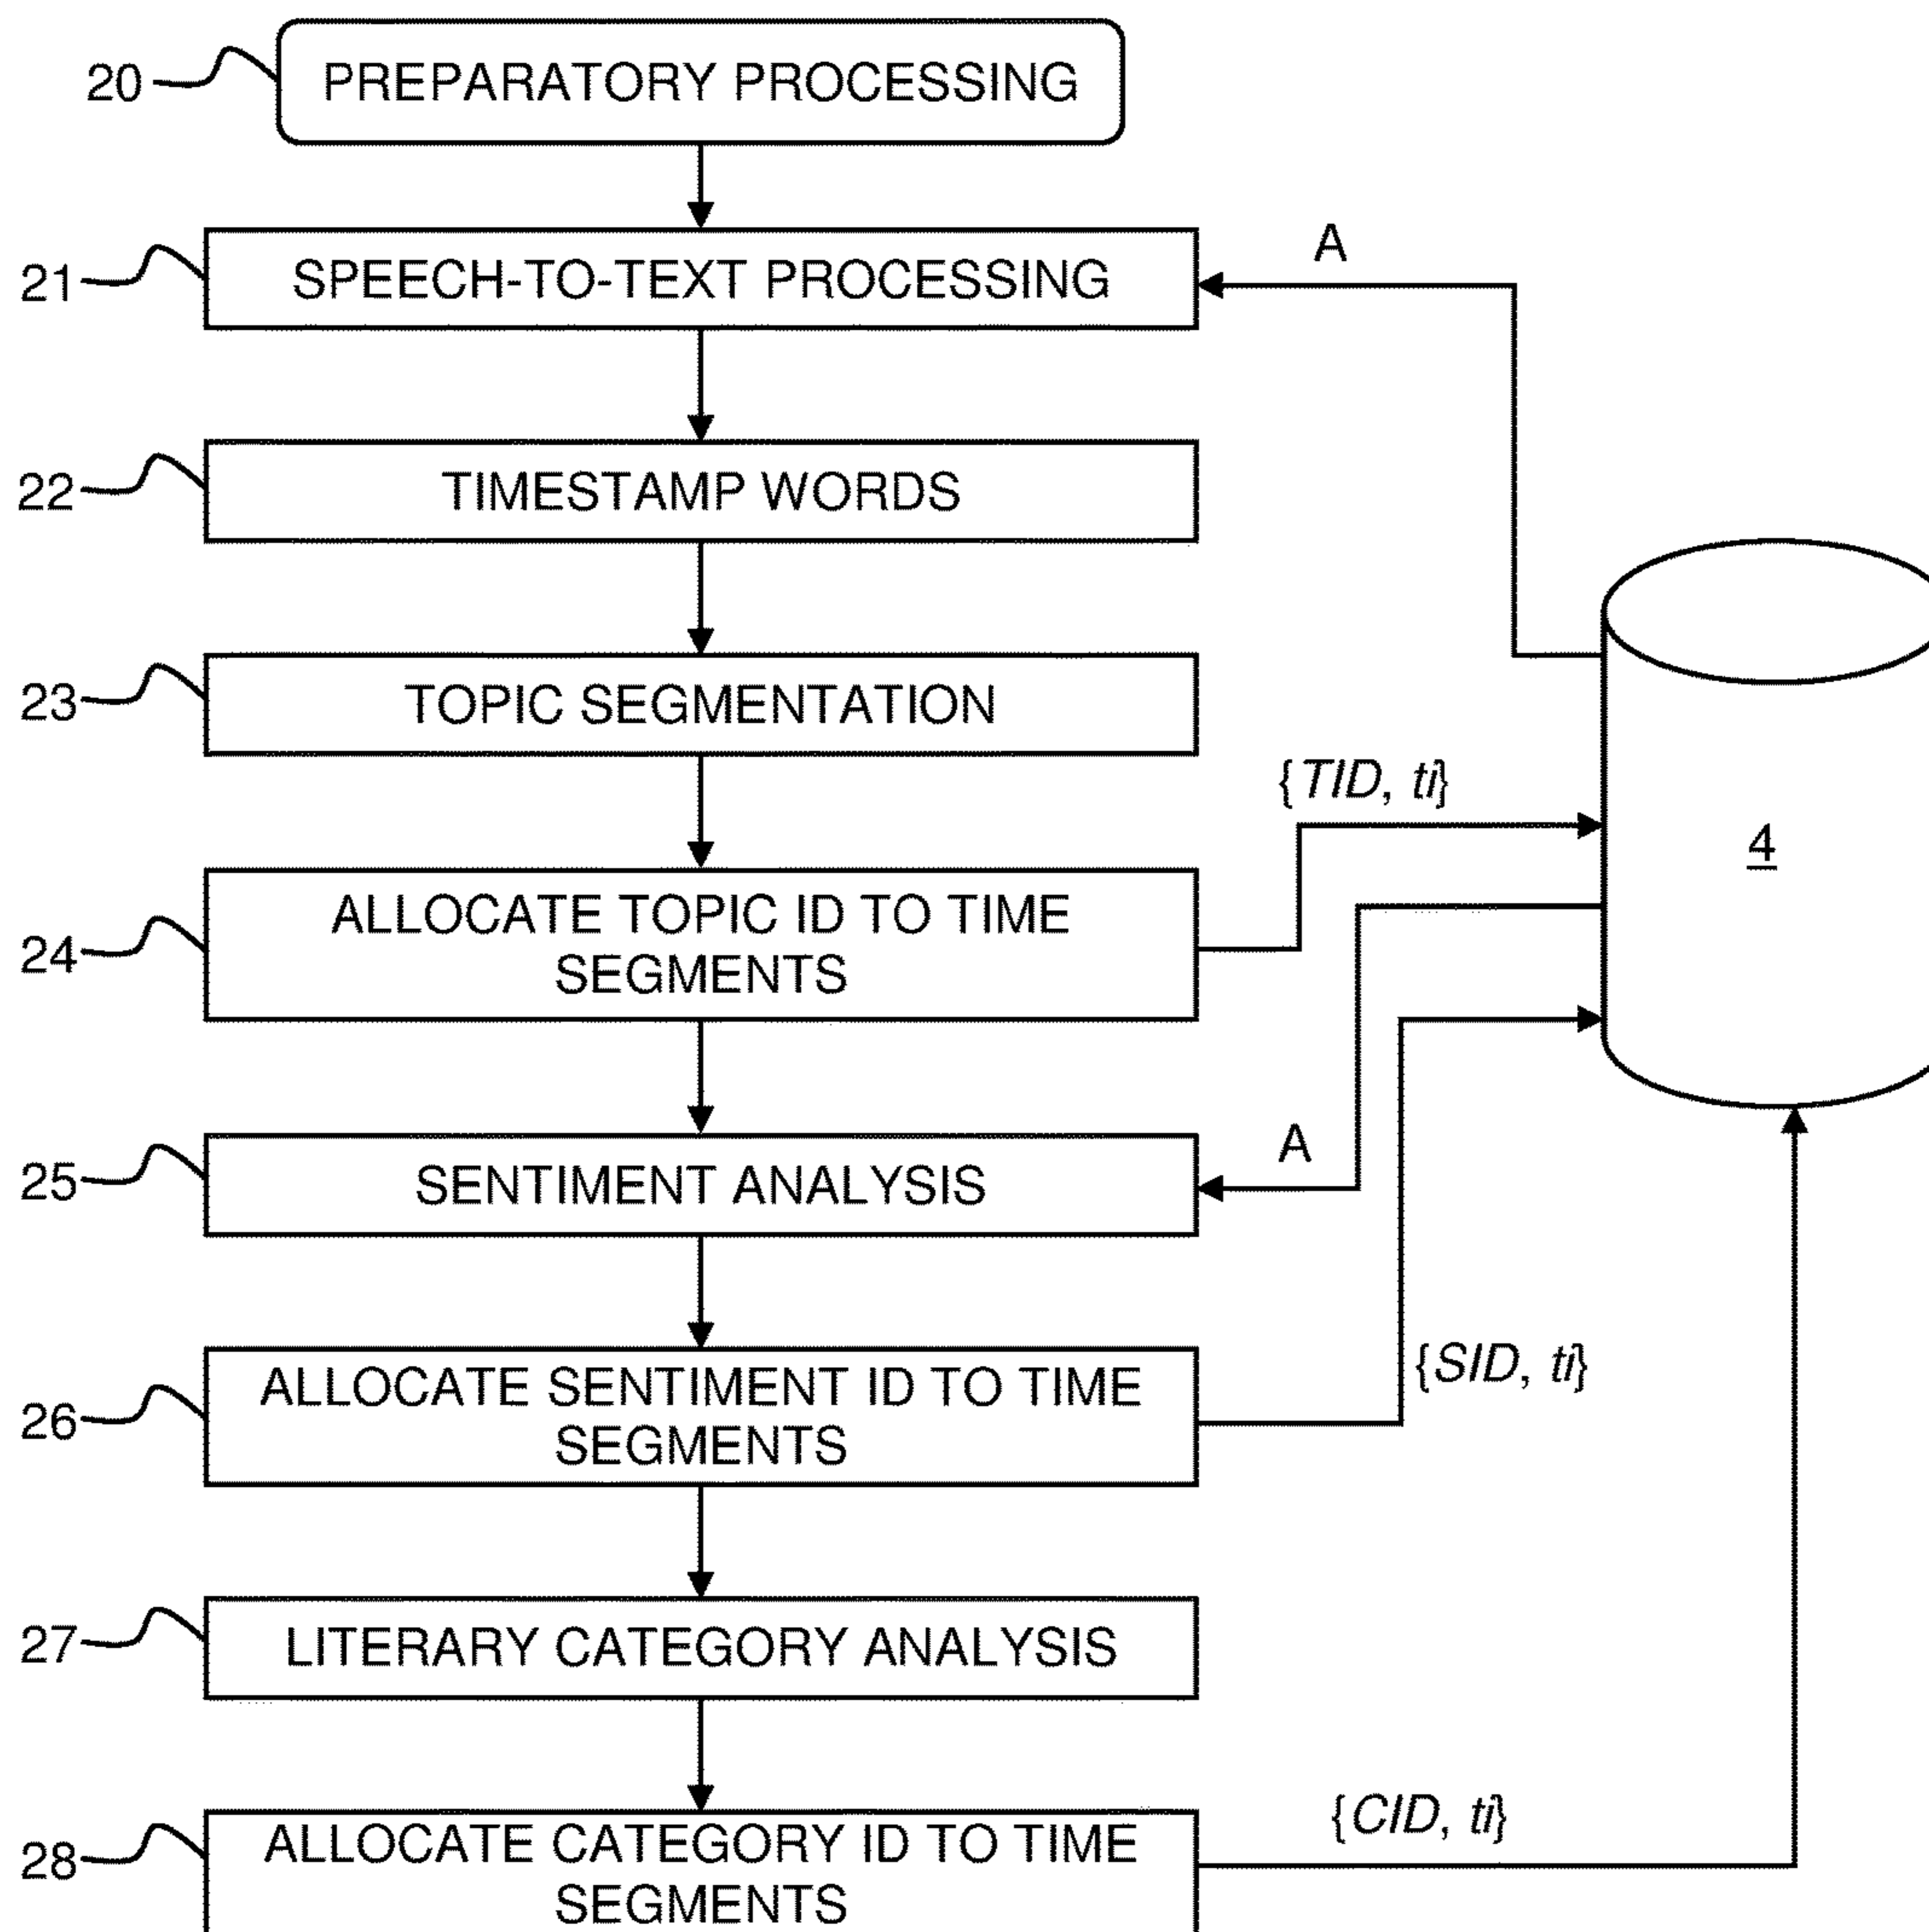 20
PREPARATORY PROCESSING
21
SPEECH-TO-TEXT PROCESSING
A
22
TIMESTAMP WORDS
23
TOPIC SEGMENTATION
{TID, ti}
4
24
ALLOCATE TOPIC ID TO TIME
SEGMENTS
25
SENTIMENT ANALYSIS
A
26
ALLOCATE SENTIMENT ID TO TIME
SEGMENTS
{SID, ti}
27
LITERARY CATEGORY ANALYSIS
28
ALLOCATE CATEGORY ID TO TIME
SEGMENTS
{CID, ti}